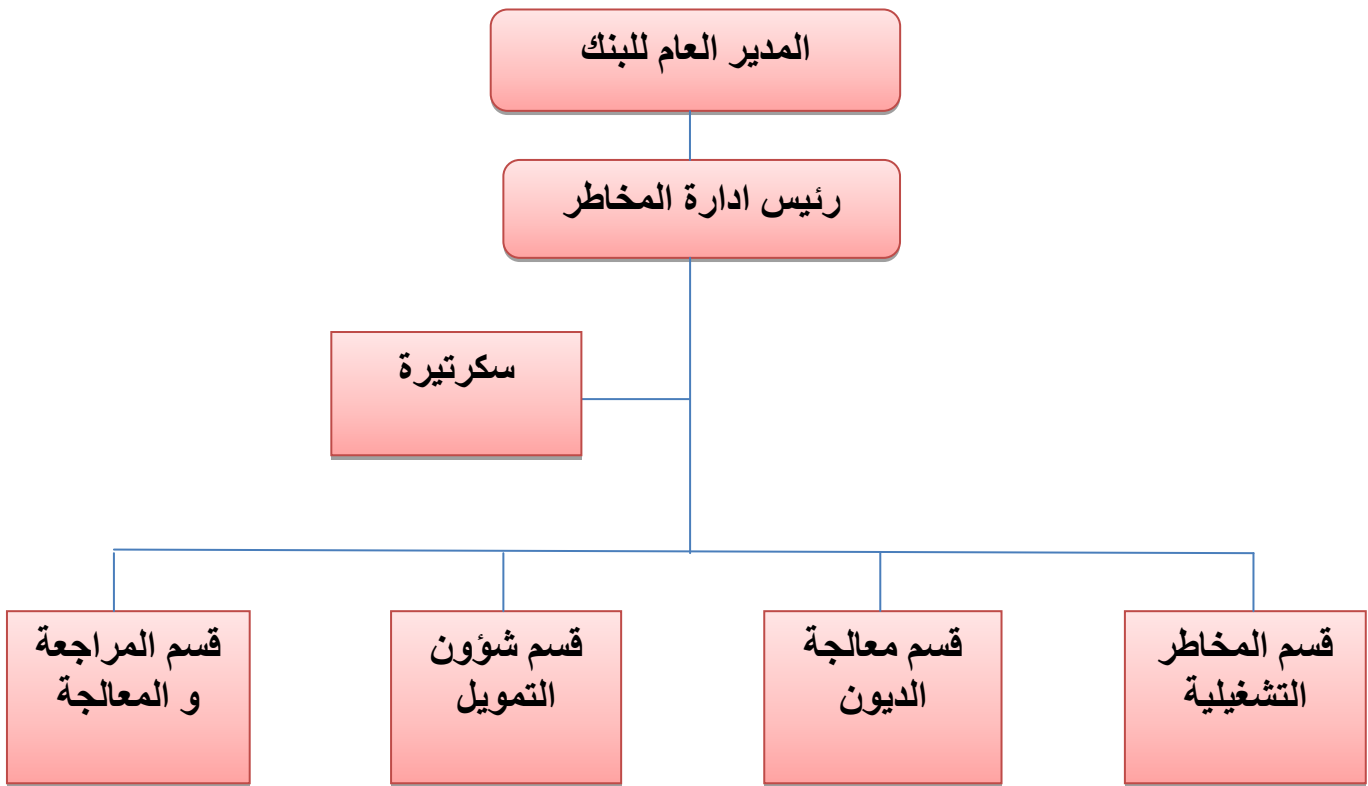 المدير العام للبنك
رئيس ادارة المخاطر
سكرتيرة
قسم المخاطر
التشغيلية
قسم معالجة
الديون
قسم شؤون
التمويل
قسم المراجعة
و المعالجة